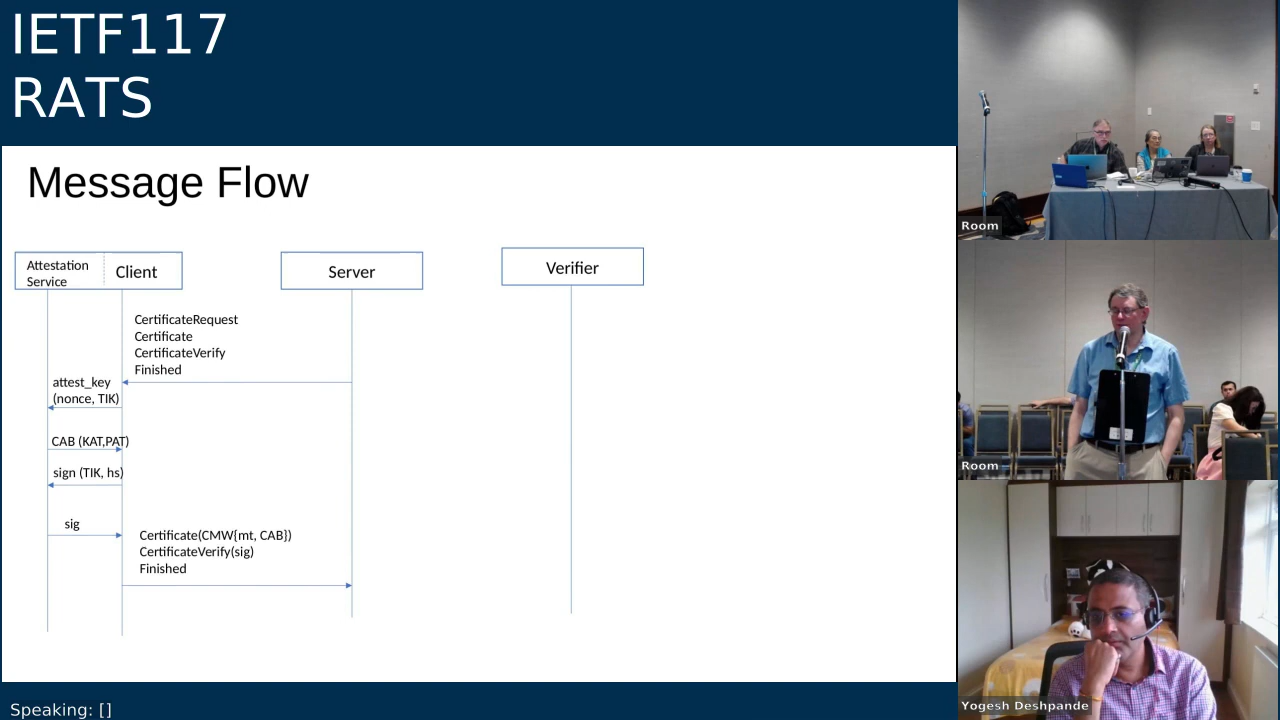 IETF117
RATS
Message Flow
Attestation
Service
Client
Server
Verifier
CertificateRequest
Certificate
CertificateVerify
Finished
attest_key
(nonce, TIK)
CAB (KAT,PAT)
sign (TIK, hs)
sig
Certificate(CMW{mt, CAB})
CertificateVerify(sig)
Finished
Speaking: []
Room
Room
Yogesh Deshpande